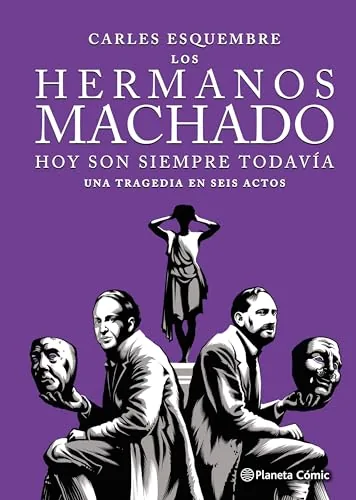 CARLES ESQUEMBRE
LOS
HERMANOS
MACHADO
HOY SON SIEMPRE TODAVÍA
UNA TRAGEDIA EN SEIS ACTOS
Planeta Cómic